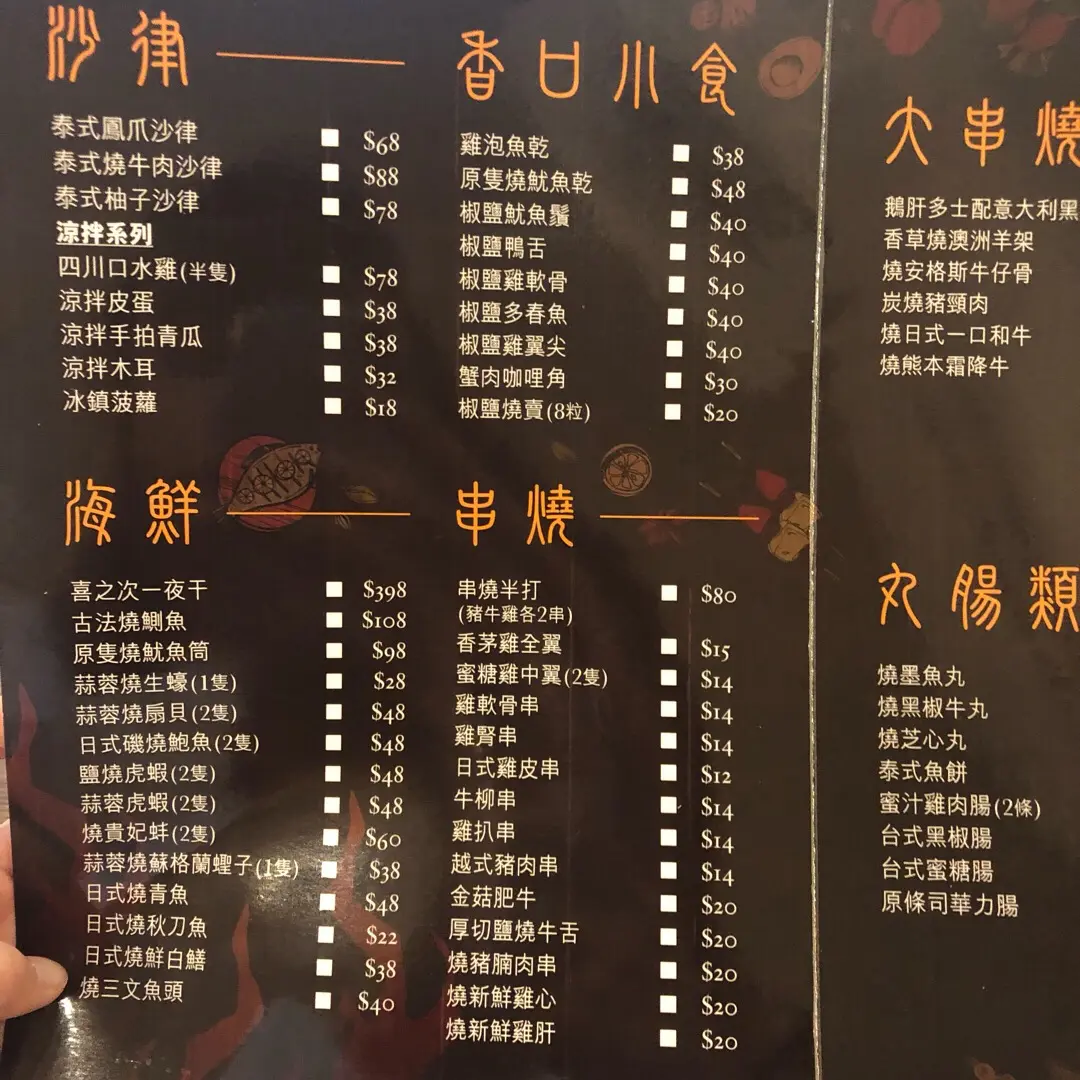 沙律
泰式鳳爪沙律 $68
泰式燒牛肉沙律 $88
泰式柚子沙律 $78
涼拌系列
四川口水雞(半隻) $78
涼拌皮蛋 $38
涼拌手拍青瓜 $38
涼拌木耳 $32
冰鎮菠蘿 $18
香口小食
雞泡魚乾 $38
原隻燒魷魚乾 $48
椒鹽魷魚鬚 $40
椒鹽鴨舌 $40
椒鹽雞軟骨 $40
椒鹽多春魚 $40
椒鹽雞翼尖 $40
蟹肉咖哩角 $30
椒鹽燒賣(8粒) $20
海鮮
喜之次一夜干 $398
古法燒鰂魚 $108
原隻燒魷魚筒 $98
蒜蓉燒生蠔(1隻) $28
蒜蓉燒扇貝(2隻) $48
日式磯燒鮑魚(2隻) $48
鹽燒虎蝦(2隻) $48
蒜蓉虎蝦(2隻) $48
燒貴妃蚌(2隻) $60
蒜蓉燒蘇格蘭蟶子(1隻) $38
日式燒青魚 $48
日式燒秋刀魚 $22
日式燒鮮白鱔 $38
燒三文魚頭 $40
串燒
串燒半打 $80
(豬牛雞各2串)
香茅雞全翼 $15
蜜糖雞中翼(2隻) $14
雞軟骨串 $14
雞腎串 $14
日式雞皮串 $12
牛柳串 $14
雞扒串 $14
越式豬肉串 $14
金菇肥牛 $20
厚切鹽燒牛舌 $20
燒豬腩肉串 $20
燒新鮮雞心 $20
燒新鮮雞肝 $20
大串燒
鵝肝多士配意大利黑
香草燒澳洲羊架
燒安格斯牛仔骨
炭燒豬頸肉
燒日式一口和牛
燒熊本霜降牛
丸腸類
燒墨魚丸
燒黑椒牛丸
燒芝心丸
泰式魚餅
蜜汁雞肉腸(2條)
台式黑椒腸
台式蜜糖腸
原條司華力腸